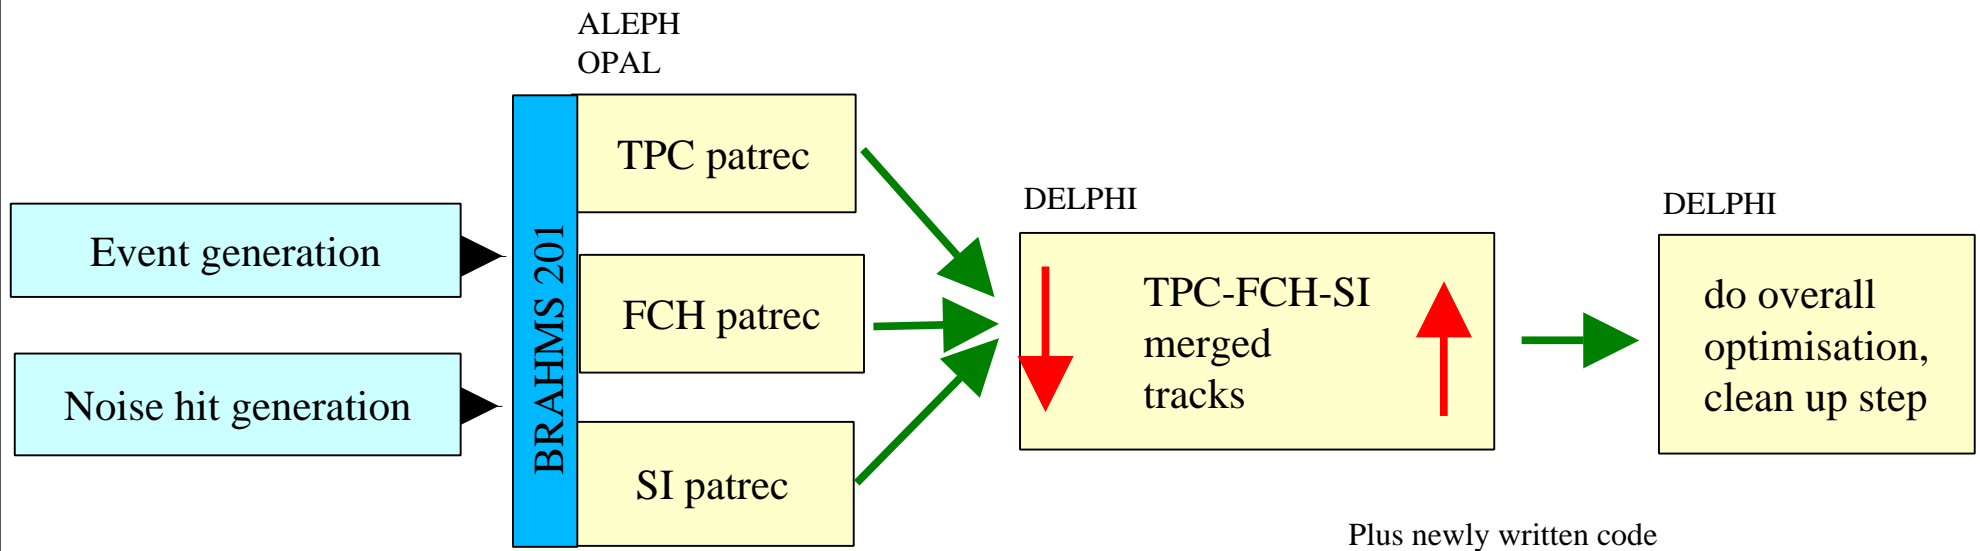 ALEPH
OPAL
TPC patrec
Event generation
Noise hit generation
BRAHMS 201
FCH patrec
SI patrec
DELPHI
TPC-FCH-SI
merged
tracks
DELPHI
do overall
optimisation,
clean up step
Plus newly written code